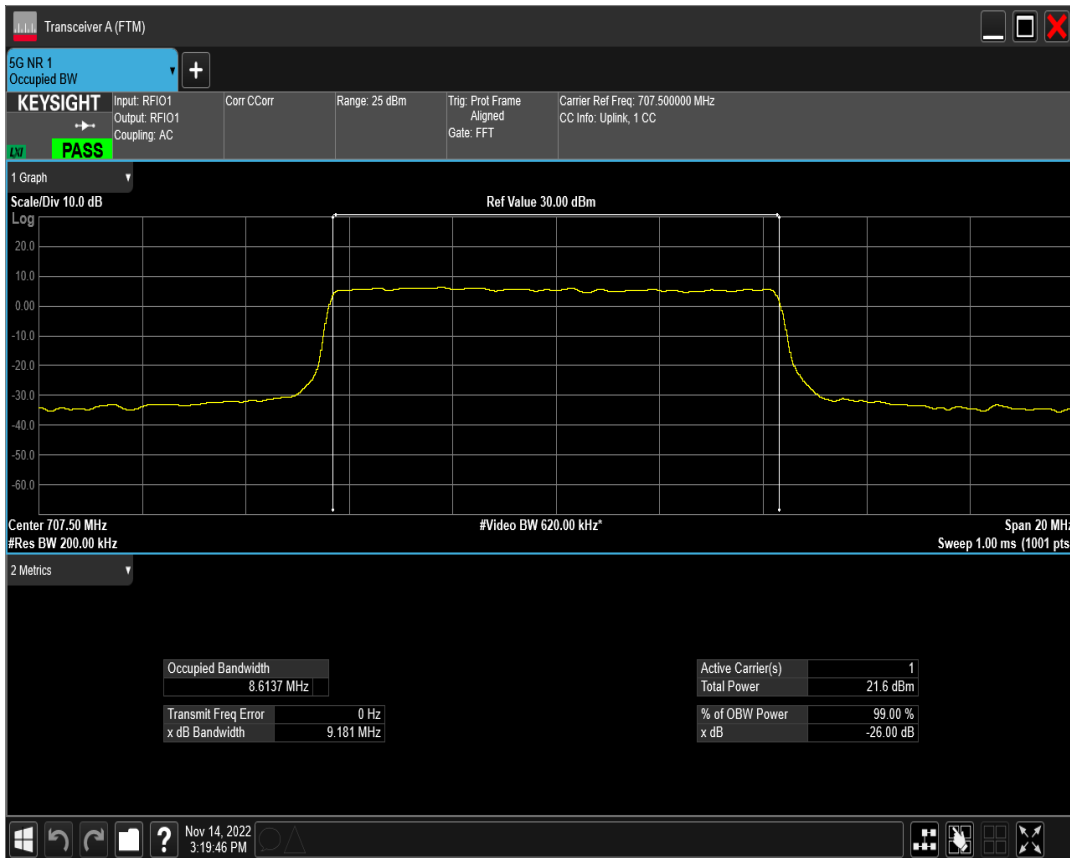 Transceiver A (FTM)
5G NR 1
Occupied BW
+
KEYSIGHT
LXI
PASS
Input: RFIO1
Output: RFIO1
Coupling: AC
Corr CCorr
Range: 25 dBm
Trig: Prot Frame
Aligned
Gate: FFT
Carrier Ref Freq: 707.500000 MHz
CC Info: Uplink, 1 CC
1 Graph
Scale/Div 10.0 dB
Ref Value 30.00 dBm
Log
20.0
10.0
0.00
-10.0
-20.0
-30.0
-40.0
-50.0
-60.0
Center 707.50 MHz
#Video BW 620.00 kHz*
Span 20 MHz
#Res BW 200.00 kHz
Sweep 1.00 ms (1001 pts
2 Metrics
Occupied Bandwidth
8.6137 MHz
Transmit Freq Error 0 Hz
x dB Bandwidth 9.181 MHz
Active Carrier(s) 1
Total Power 21.6 dBm
% of OBW Power 99.00 %
x dB -26.00 dB
?
Nov 14, 2022
3:19:46 PM